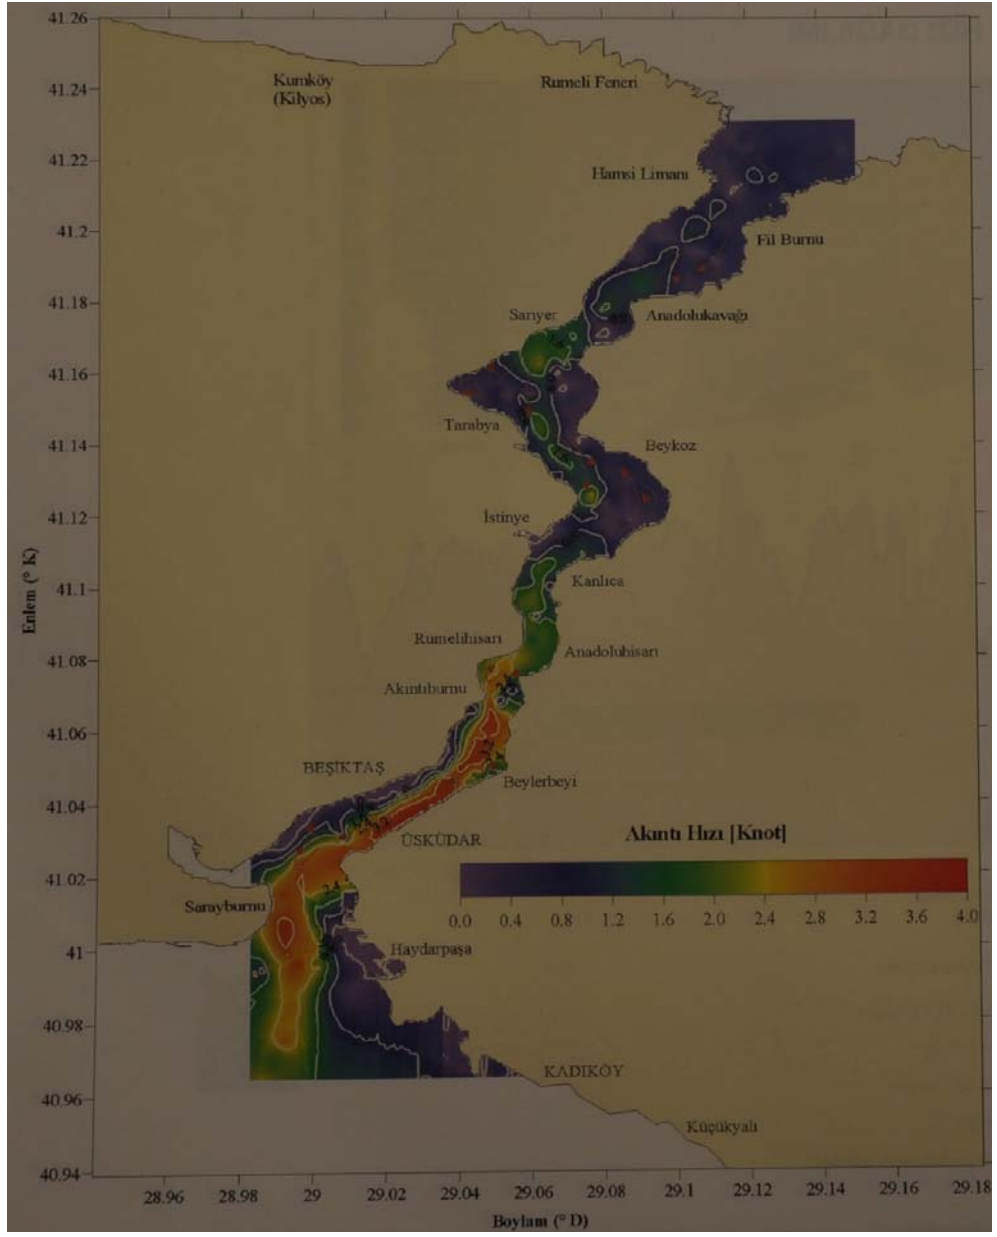 41.26
41.24
Kumköy
(Kilyos)
Rumeli Feneri
41.22
Hamsi Limanı
41.2
Fil Burnu
41.18
Sarıyer
Anadolukavağı
41.16
Tarabya
41.14
Beykoz
41.12
İstinye
41.1
Kanlıca
Rumelihisarı
Anadoluhisarı
41.08
Akıntıburnu
41.06
BEŞİKTAŞ
Beylerbeyi
41.04
ÜSKÜDAR
Akıntı Hızı [Knot]
41.02
0.0 0.4 0.8 1.2 1.6 2.0 2.4 2.8 3.2 3.6 4.0
2.4
Sarayburnu
41
Haydarpaşa
40.98
KADIKÖY
40.96
Küçükyalı
40.94
28.96 28.98 29 29.02 29.04 29.06 29.08 29.1 29.12 29.14 29.16 29.18
Boylam (° D)
Enlem (° K)